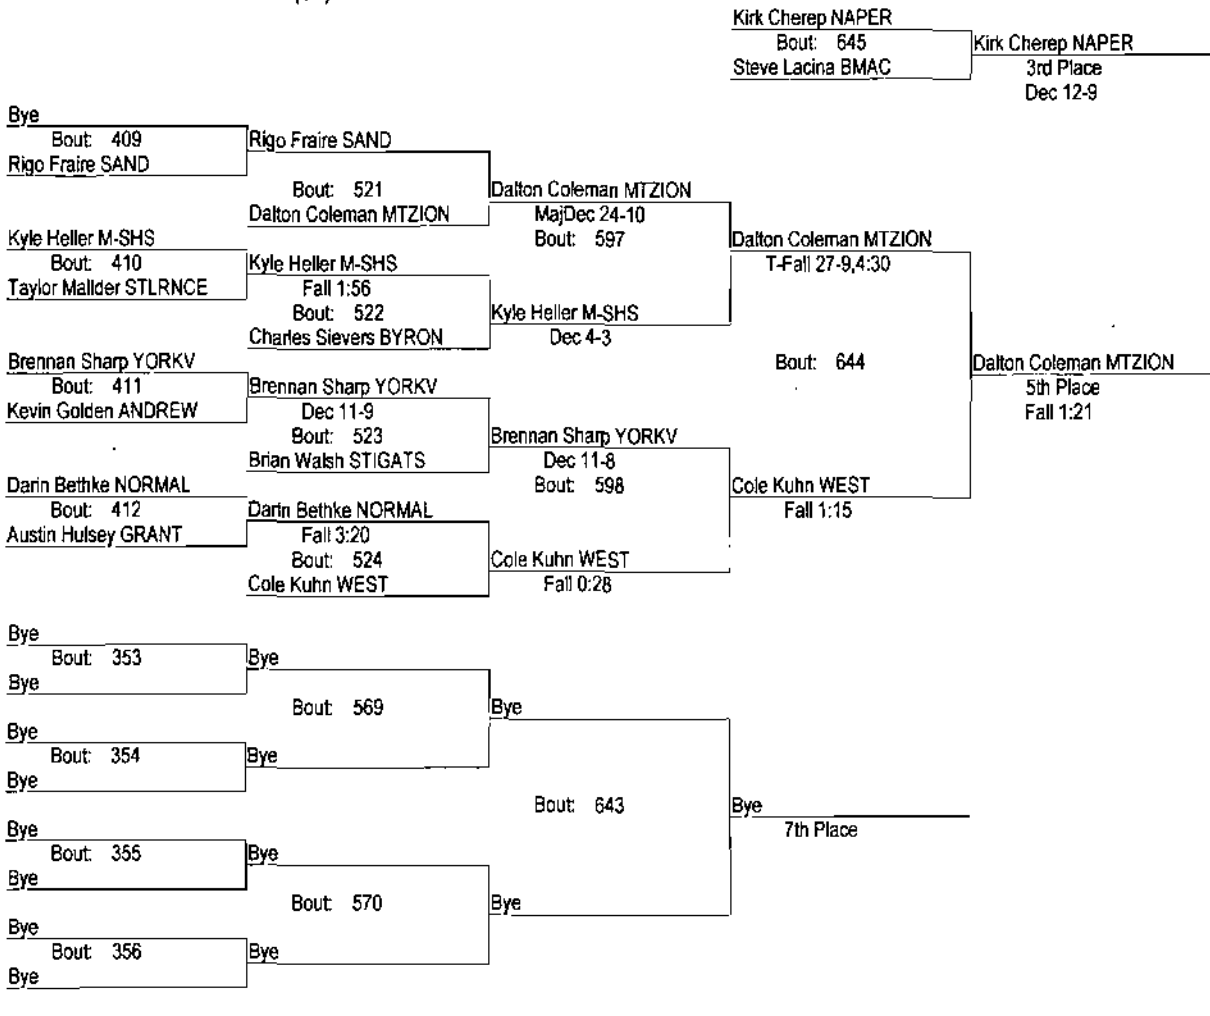 Kirk Cherep NAPER
Bout: 645
Steve Lacina BMAC
Kirk Cherep NAPER
3rd Place
Dec 12-9
Bye
Bout: 409
Rigo Fraire SAND
Rigo Fraire SAND
Bout: 521
Dalton Coleman MTZION
Dalton Coleman MTZION
MajDec 24-10
Bout: 597
Kyle Heller M-SHS
Bout: 410
Taylor Mallder STLRNCE
Kyle Heller M-SHS
Fall 1:56
Bout: 522
Charles Sievers BYRON
Kyle Heller M-SHS
Dec 4-3
Dalton Coleman MTZION
T-Fall 27-9,4:30
Bout: 644
Dalton Coleman MTZION
5th Place
Fall 1:21
Brennan Sharp YORKV
Bout: 411
Kevin Golden ANDREW
Brennan Sharp YORKV
Dec 11-9
Bout: 523
Brian Walsh STIGATS
Brennan Sharp YORKV
Dec 11-8
Bout: 598
Cole Kuhn WEST
Fall 1:15
Darin Bethke NORMAL
Bout: 412
Austin Hulsey GRANT
Darin Bethke NORMAL
Fall 3:20
Bout: 524
Cole Kuhn WEST
Cole Kuhn WEST
Fall 0:28
Bye
Bout: 353
Bye
Bye
Bout: 569
Bye
Bye
Bout: 354
Bye
Bye
Bout: 643
Bye
7th Place
Bye
Bout: 355
Bye
Bye
Bout: 570
Bye
Bye
Bout: 356
Bye
Bye